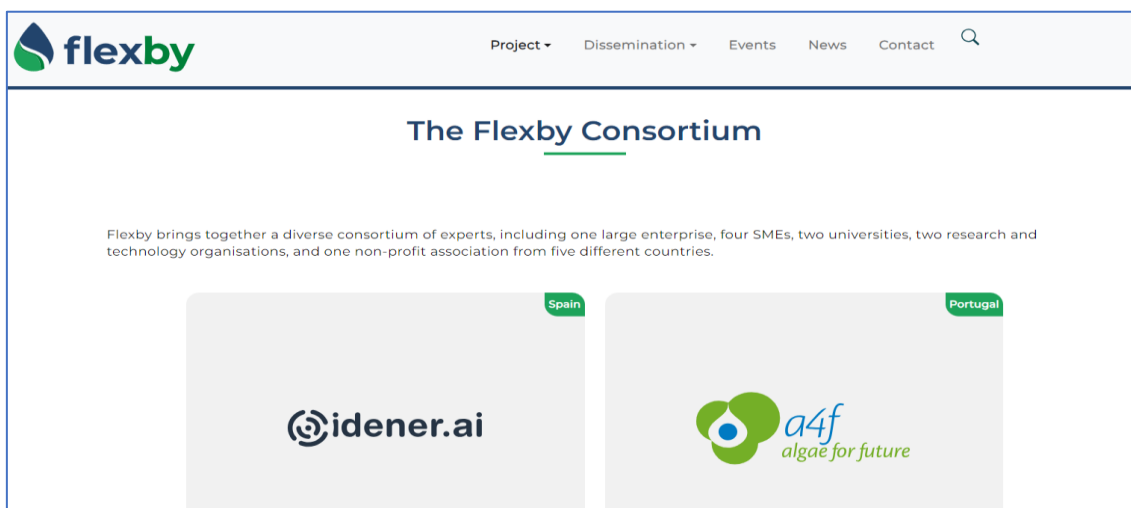 flexby
Project Dissemination Events News Contact
The Flexby Consortium
Flexby brings together a diverse consortium of experts, including one large enterprise, four SMEs, two universities, two research and
technology organisations, and one non-profit association from five different countries.
Spain
idener.ai
Portugal
a4f
algae for future